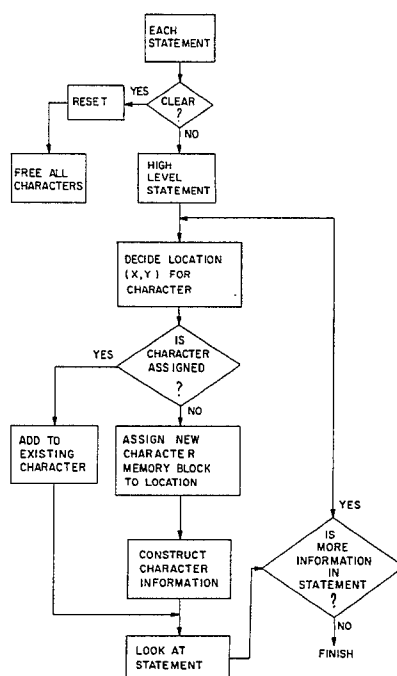 EACH
STATEMENT
YES
RESET
CLEAR
?
NO
FREE ALL
CHARACTERS
HIGH
LEVEL
STATEMENT
DECIDE LOCATION
(X,Y) FOR
CHARACTER
YES
IS
CHARACTER
ASSIGNED
?
NO
ADD TO
EXISTING
CHARACTER
ASSIGN NEW
CHARACTER
MEMORY BLOCK
TO LOCATION
YES
IS
MORE
INFORMATION
IN
STATEMENT
?
NO
FINISH
CONSTRUCT
CHARACTER
INFORMATION
LOOK AT
STATEMENT